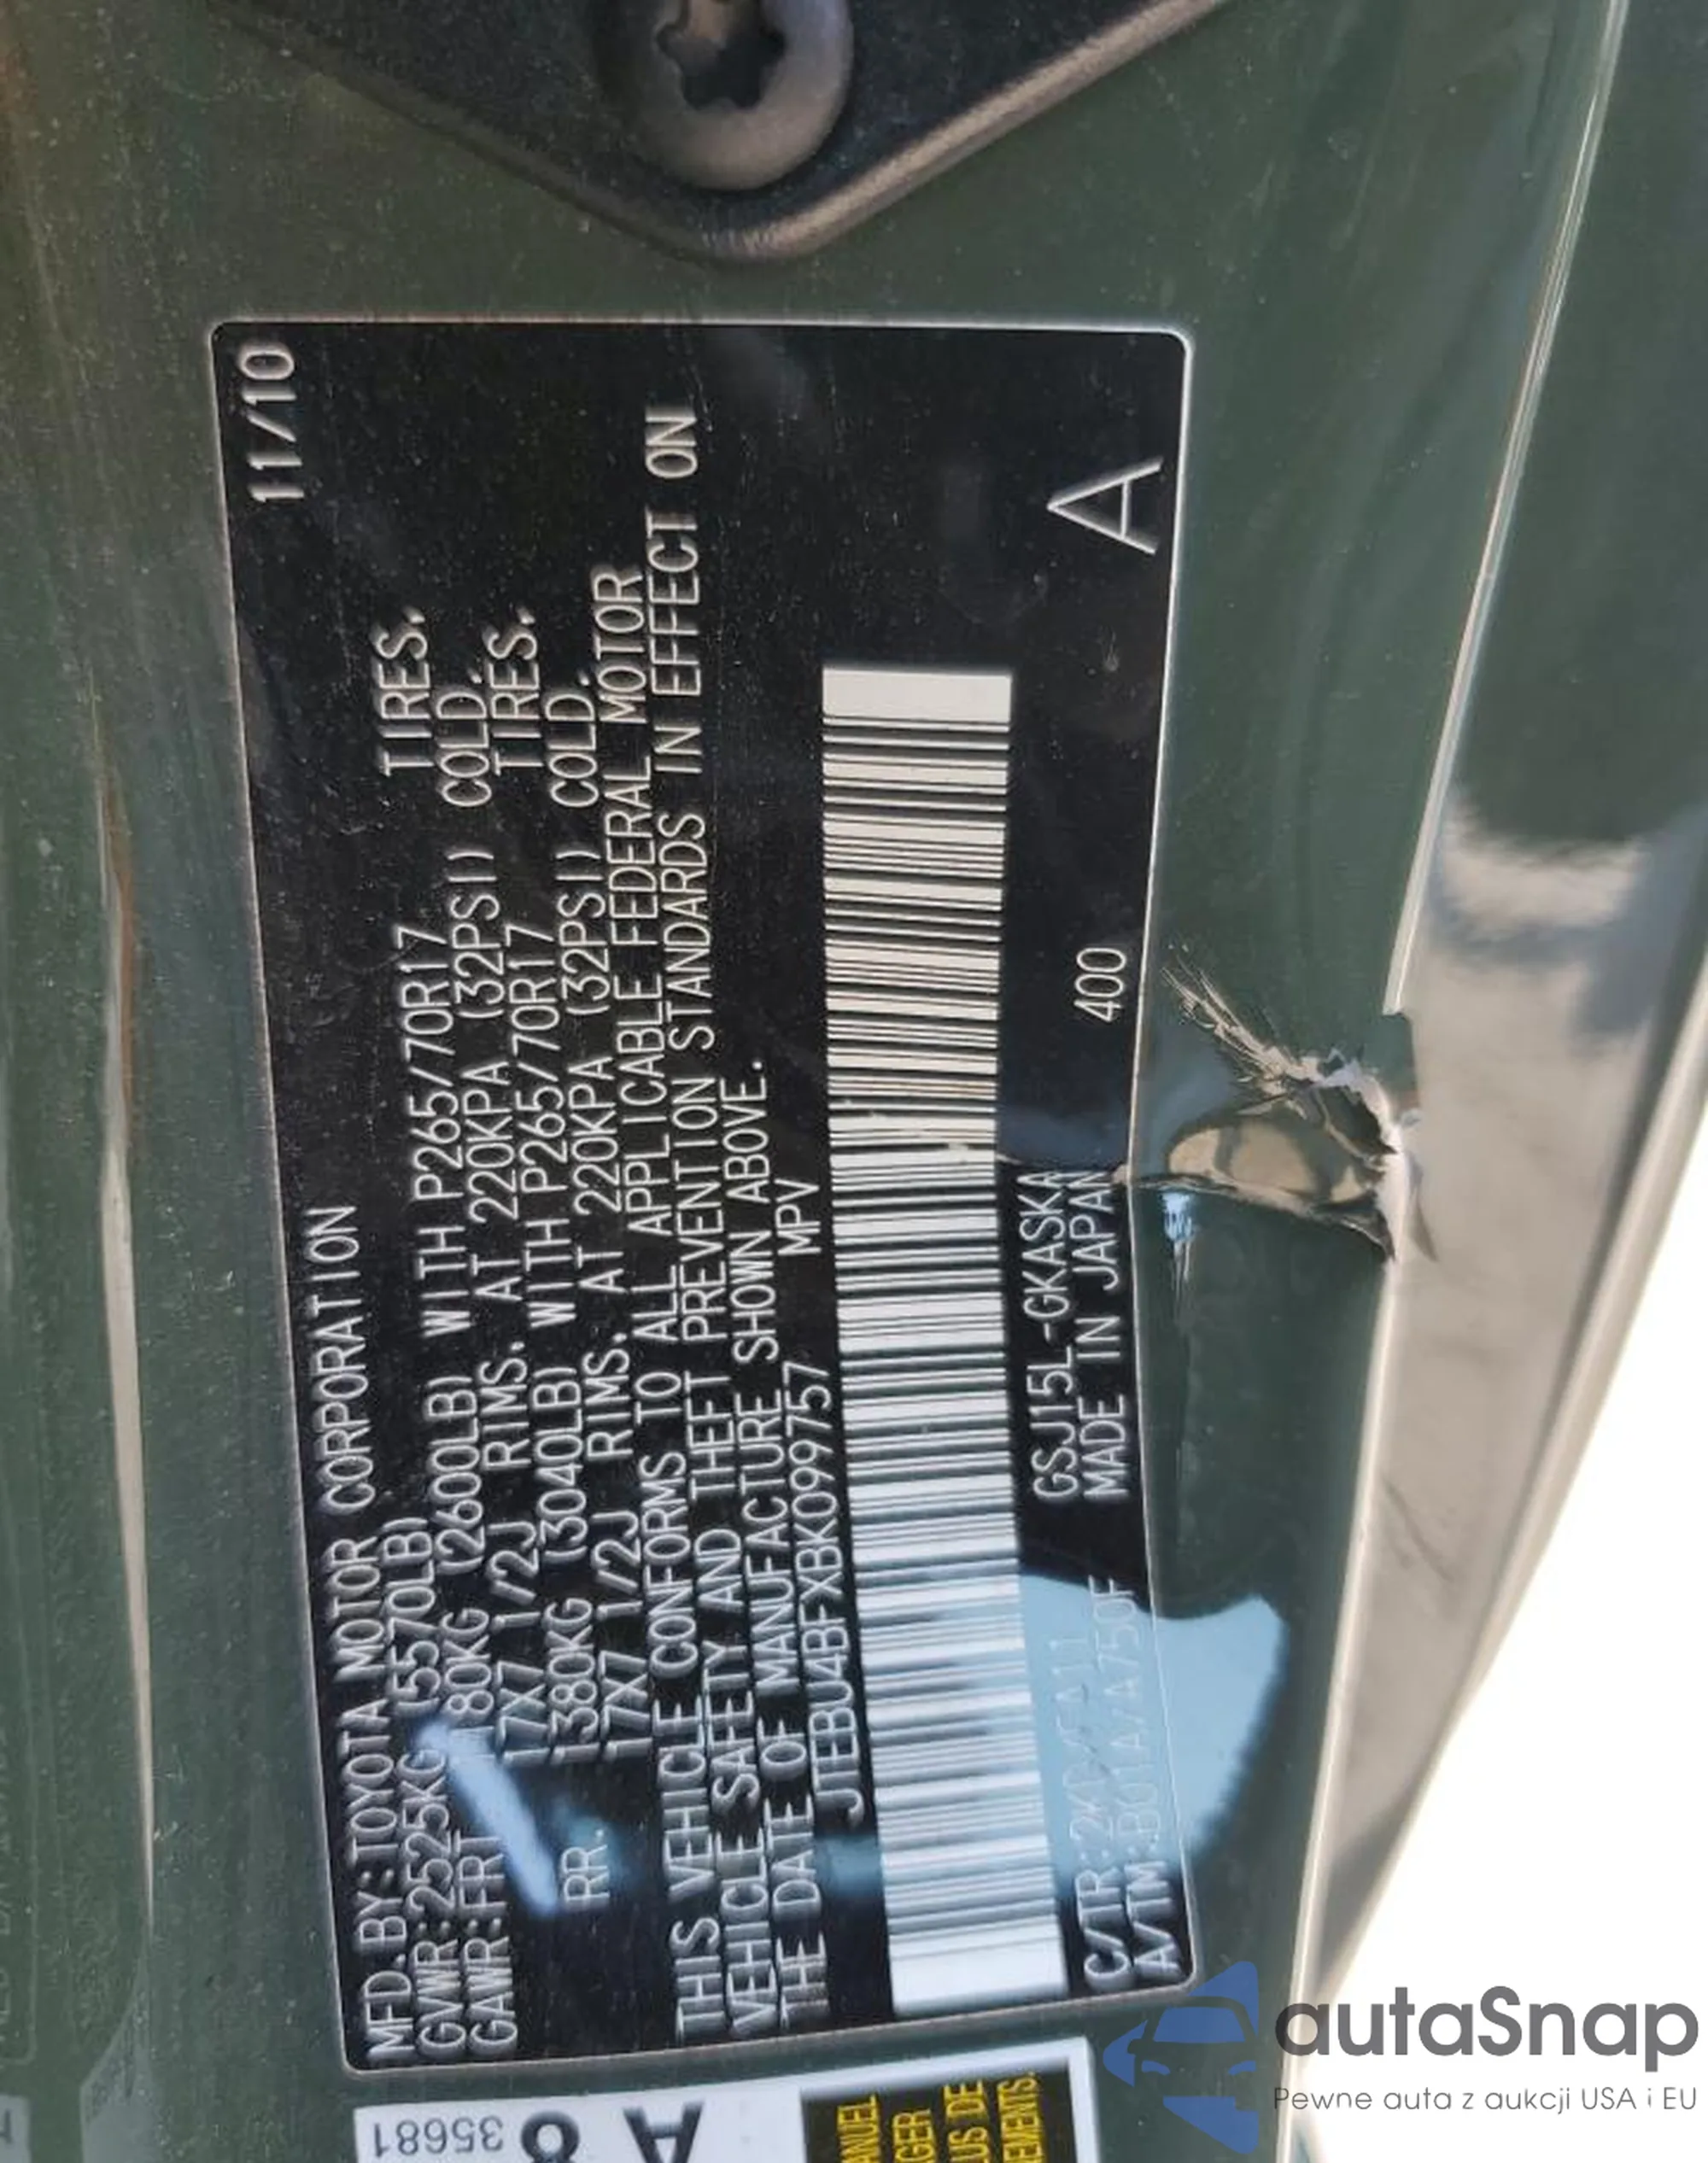 MFD.BY:TOYOTA MOTOR CORPORATION 11/10
GVWR:2525KG (5570LB)
GAWR:FRT 1180KG (2600LB) WITH P265/70R17 TIRES.
17X7 1/2J RIMS. AT 220KPA (32PSI) COLD.
RR. 1380KG (3040LB) WITH P265/70R17 TIRES.
17X7 1/2J RIMS. AT 220KPA (32PSI) COLD.
THIS VEHICLE CONFORMS TO ALL APPLICABLE FEDERAL MOTOR
VEHICLE SAFETY AND THEFT PREVENTION STANDARDS IN EFFECT ON
THE DATE OF MANUFACTURE SHOWN ABOVE.
JTEBU4BFXBK099757 MPV
C/TR: GSJ15L-GKASKA 400 A
A/TM:B01A/A750F MADE IN JAPAN
35681
A
autaSnap
Pewne auta z aukcji USA i EU